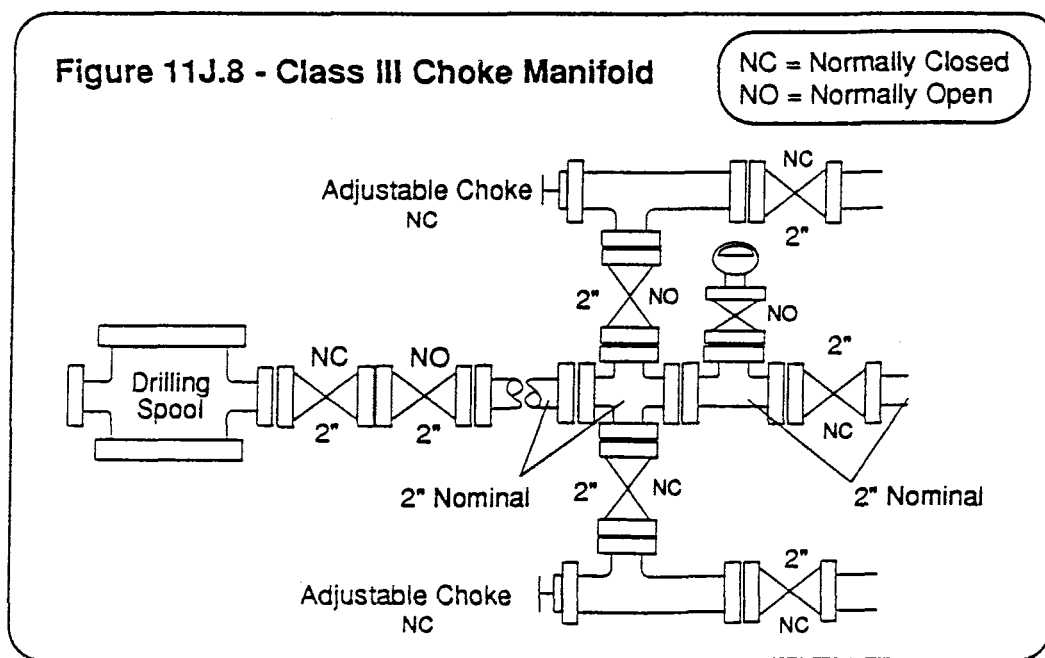 Figure 11J.8 - Class III Choke Manifold
NC = Normally Closed
NO = Normally Open
Adjustable Choke
NC
NC
2"
2"
NO
NO
Drilling
Spool
NC
NO
2"
2"
2"
NC
2" Nominal
2"
NC
2" Nominal
Adjustable Choke
NC
2"
NC